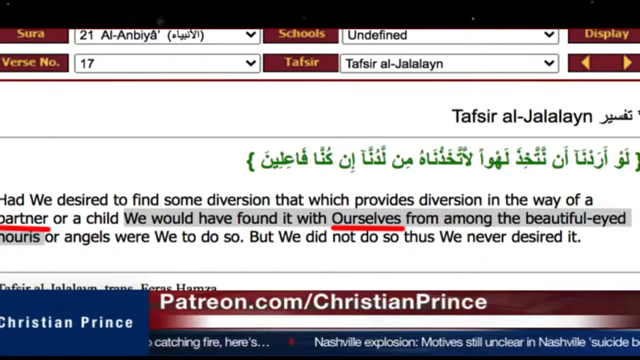 Sura 21 Al-Anbiyâ' (الأنبياء) Schools Undefined Display
Verse No. 17 Tafsir Tafsir al-Jalalayn
* تفسير Tafsir al-Jalalayn
{ لَوْ أَرَدْنَآ أَن نَّتَّخِذَ لَهْواً لاَّتَّخَذْنَاهُ مِن لَّدُنَّآ إِن كُنَّا فَاعِلِينَ }
Had We desired to find some diversion that which provides diversion in the way of a
partner or a child We would have found it with Ourselves from among the beautiful-eyed
houris or angels were We to do so. But We did not do so thus We never desired it.
Tafsir al-Jalalayn, trans. Feras Hamza
Patreon.com/ChristianPrince
Christian Prince
to catching fire, here's... Nashville explosion: Motives still unclear in Nashville 'suicide b